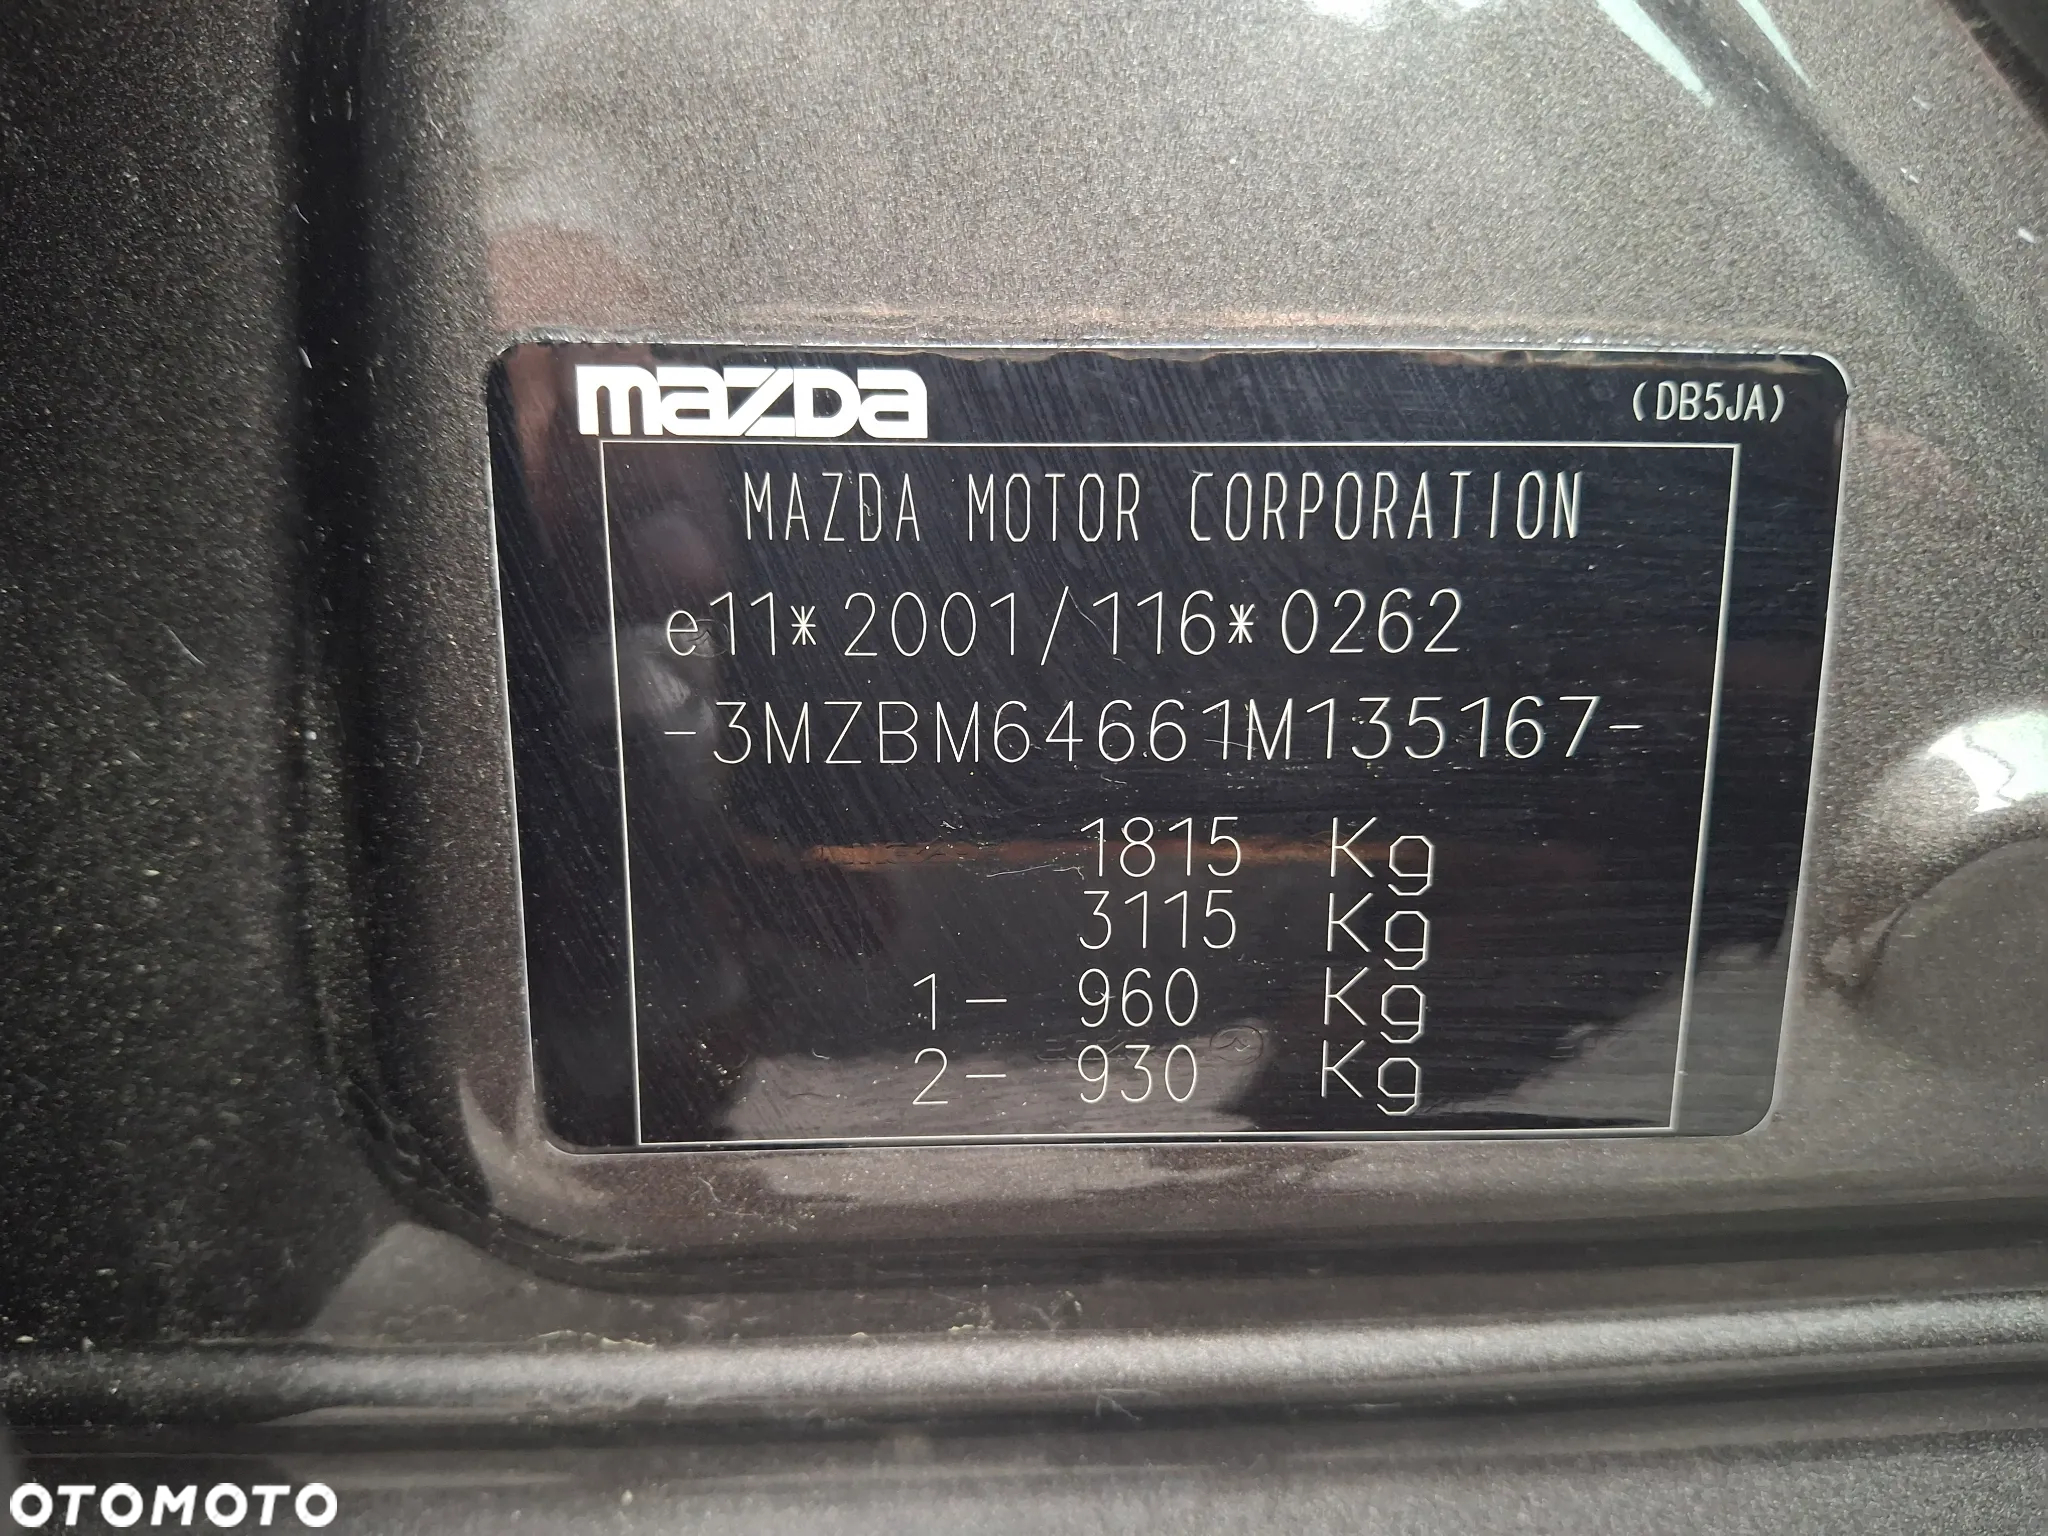 mazda
(DB5JA)
MAZDA MOTOR CORPORATION
e11*2001/116*0262
-3MZBM64661M135167-
1815 Kg
3115 Kg
1- 960 Kg
2- 930 Kg
OTOMOTO